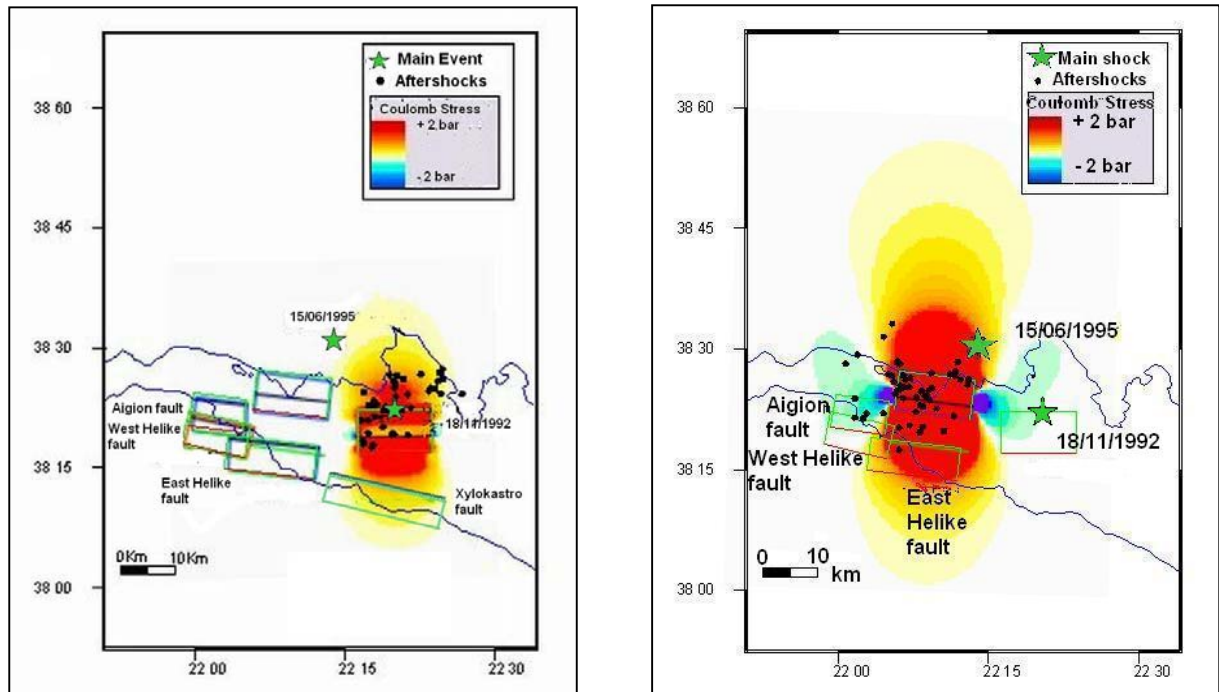 Main Event
Aftershocks
Coulomb Stress
+ 2 bar
- 2 bar
38 60
38 45
38 30
38 15
38 00
15/06/1995
18/11/1992
Aigion fault
West Helike
fault
East Helike
fault
Xylokastro
fault
0Km 10Km
22 00
22 15
22 30
Main shock
Aftershocks
Coulomb Stress
+ 2 bar
- 2 bar
38 60
38 45
38 30
38 15
38 00
15/06/1995
18/11/1992
Aigion
fault
West Helike
fault
East
Helike
fault
0 10
km
22 00
22 15
22 30